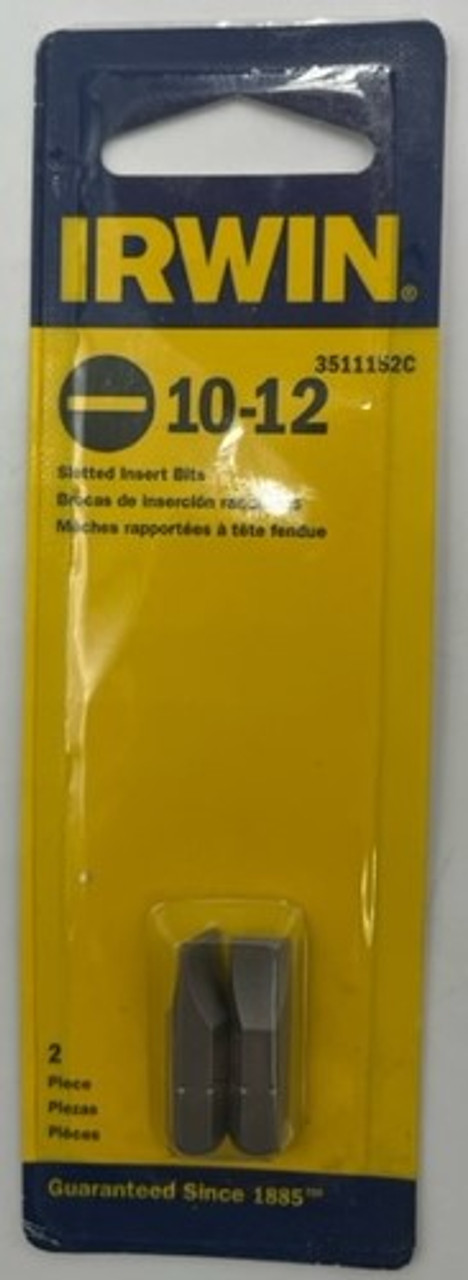 IRWIN®
3511152C
10-12
Slotted Insert Bits
Brocas de inserción
Mèches rapportées à tête fendue
2
Piece
Piezas
Pièces
Guaranteed Since 1885™